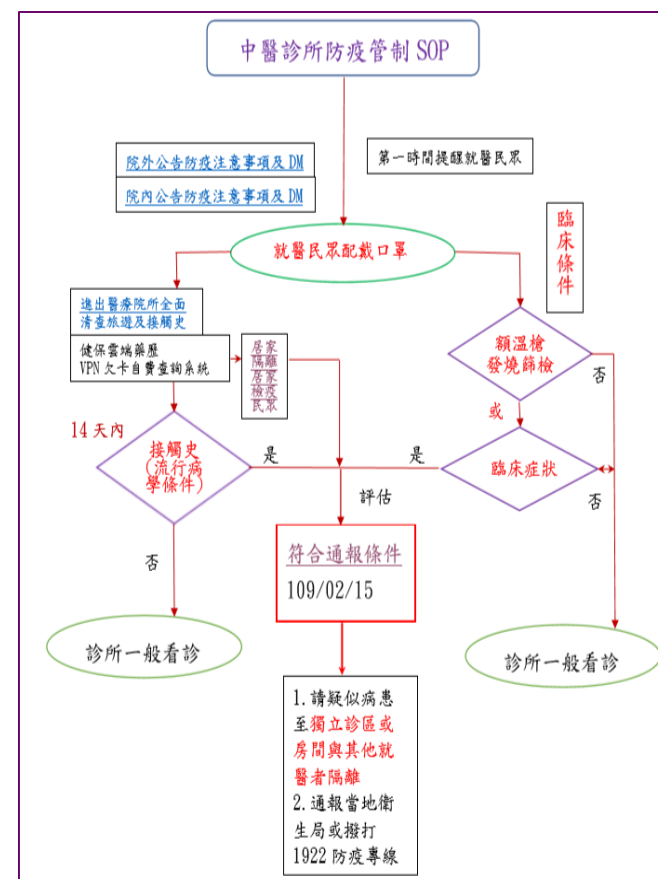 中醫診所防疫管制 SOP
院外公告防疫注意事項及 DM
院內公告防疫注意事項及 DM
第一時間提醒就醫民眾
就醫民眾配戴口罩
臨床條件
進出醫療院所全面
清查旅遊及接觸史
健保雲端藥歷
VPN 欠卡自費查詢系統
居家
隔離
居家
檢疫
民眾
額溫槍
發燒篩檢
否
或
14 天內
接觸史
(流行病
學條件)
是
是
臨床症狀
否
評估
否
符合通報條件
109/02/15
診所一般看診
診所一般看診
1.請疑似病患
至獨立診區或
房間與其他就
醫者隔離
2.通報當地衛
生局或撥打
1922 防疫專線